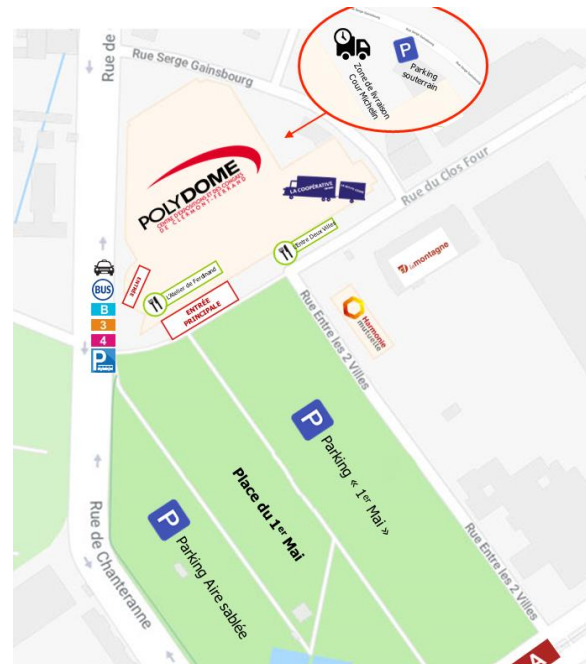 Rue de
Rue Serge Gainsbourg
Zone de livraison
Cour Michelin
P
Parking
souterrain
POLYDOME
CENTRE D'EXPOSITIONS ET DES CONGRÈS
DE CLERMONT-FERRAND
LA COOPÉRATIVE
Rue du Clos Four
L'Entre Deux Villes
La montagne
L'Atelier de Ferdinand
ENTRÉE
ENTRÉE
PRINCIPALE
BUS
B
3
4
P
Harmonie
mutuelle
Rue Entre les 2 Villes
P
Parking « 1er Mai »
Place du 1er
Mai
P
Parking Aire sablée
Rue de Chanteranne
Rue Entre les 2 Villes
A